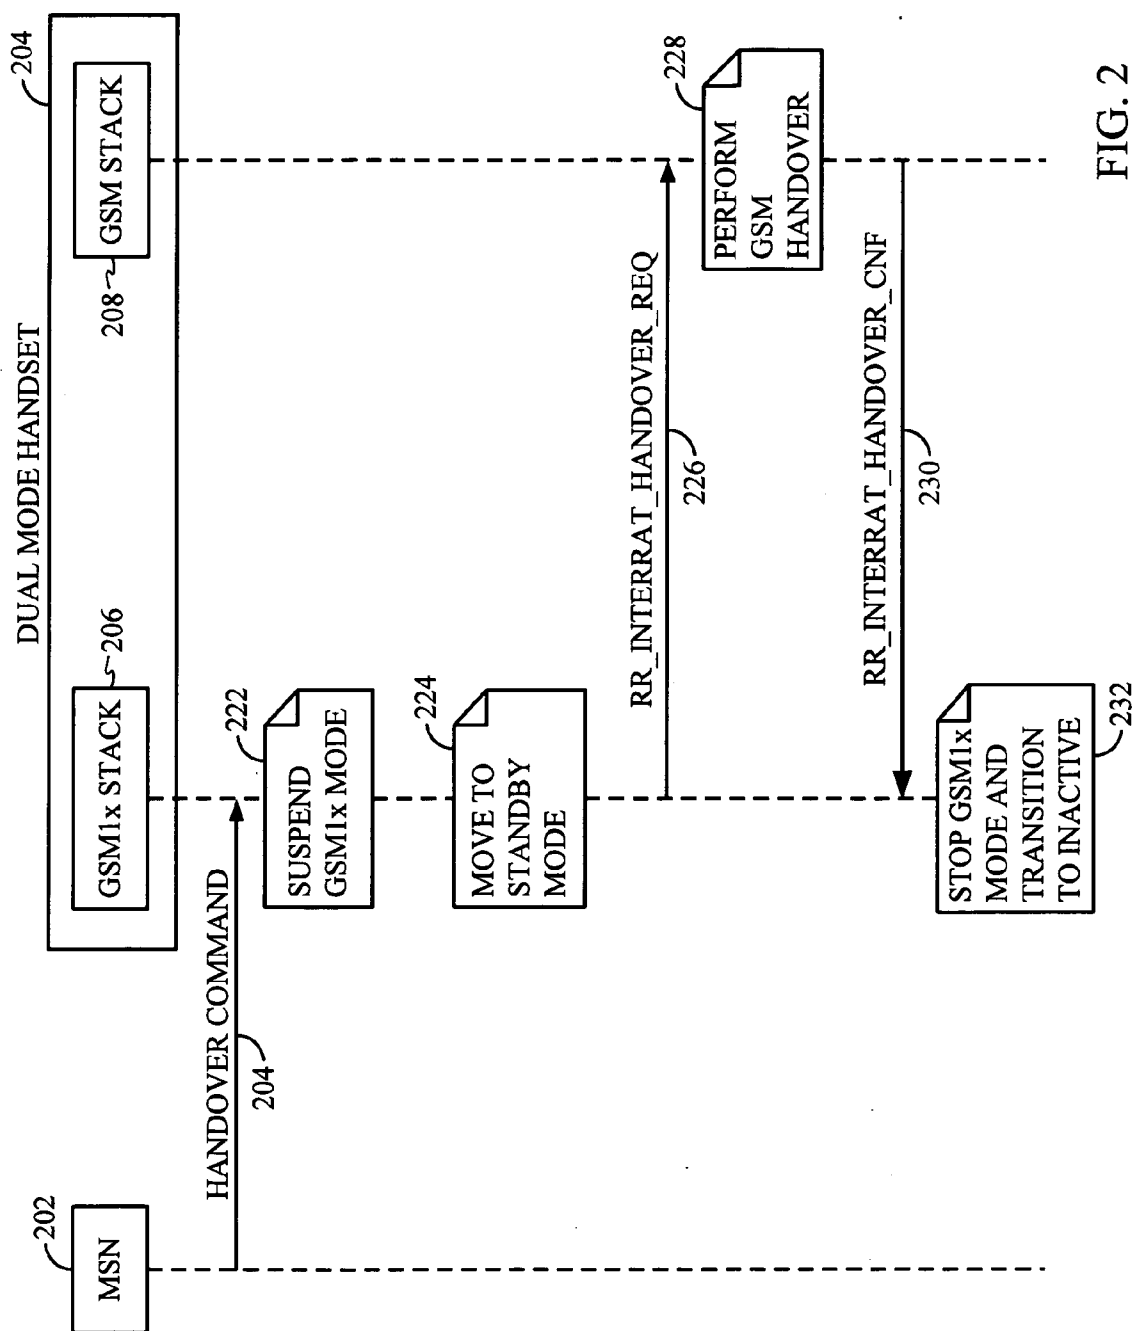 DUAL MODE HANDSET
204
202
MSN
GSM1x STACK
206
208
GSM STACK
HANDOVER COMMAND
204
222
SUSPEND
GSM1x MODE
224
MOVE TO
STANDBY
MODE
RR_INTERRAT_HANDOVER_REQ
226
228
PERFORM
GSM
HANDOVER
RR_INTERRAT_HANDOVER_CNF
230
STOP GSM1x
MODE AND
TRANSITION
TO INACTIVE
232
FIG. 2